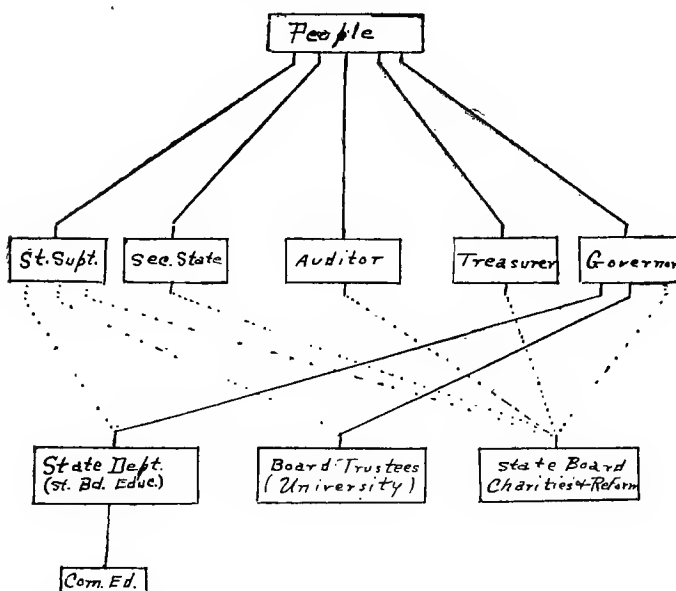 People
St. Supt.
Sec. State
Auditor
Treasurer
Governor
State Dept.
(St. Bd. Educ.)
Board Trustees
(University)
State Board
Charities & Reform
Com. Ed.